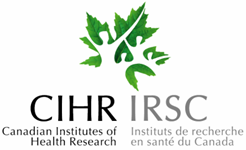 CIHR IRSC
Canadian Institutes of Health Research
Instituts de recherche en santé du Canada